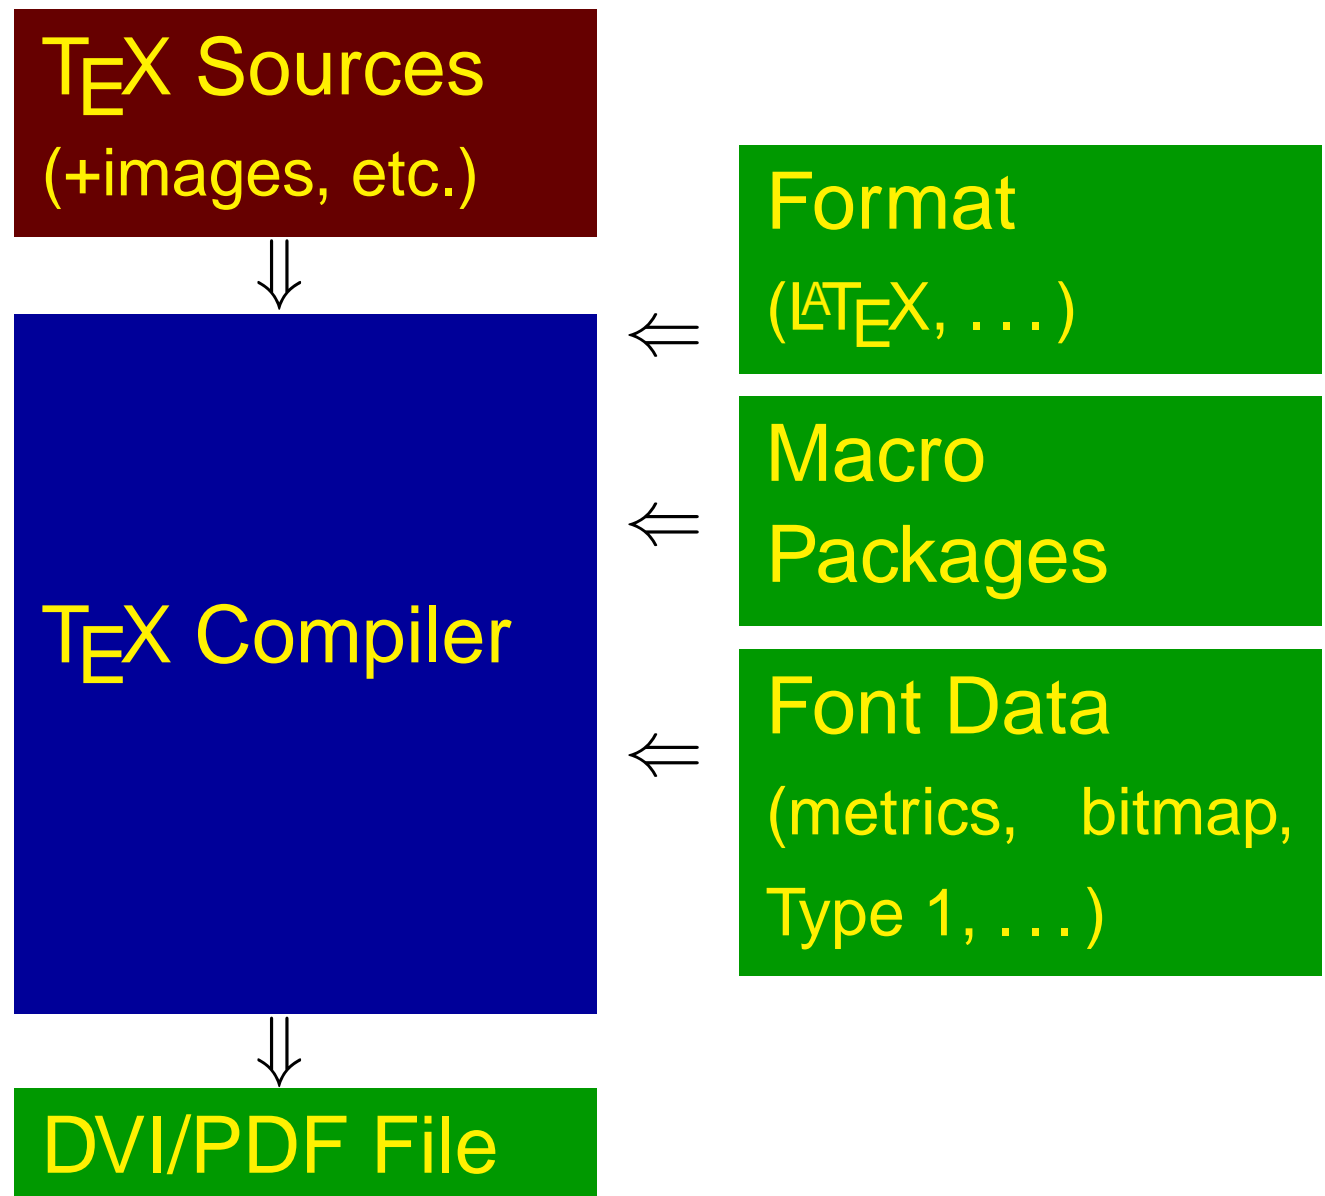 TEX Sources
(+images, etc.)
Format
(LATEX, . . . )
Macro
Packages
TEX Compiler
Font Data
(metrics, bitmap,
Type 1, . . . )
DVI/PDF File